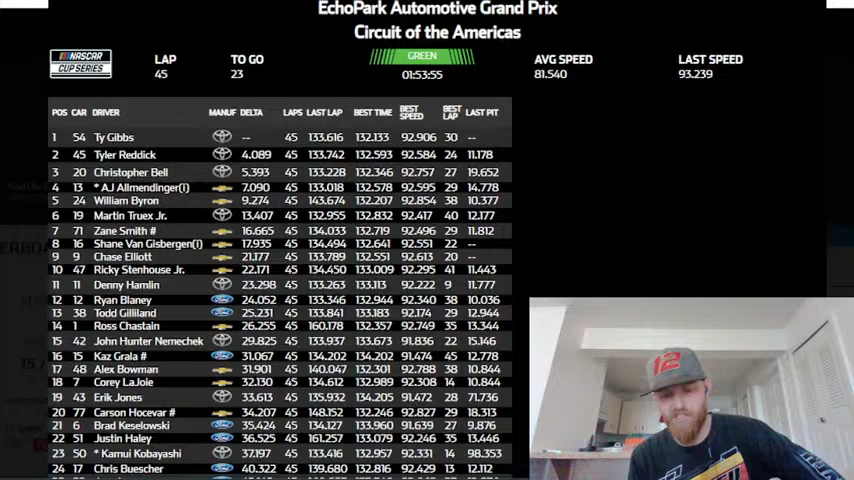 EchoPark Automotive Grand Prix
Circuit of the Americas
NASCAR CUP SERIES LAP TO GO GREEN AVG SPEED LAST SPEED
45 23 01:53:55 81.540 93.239
POS CAR DRIVER MANUF DELTA LAPS LAST LAP BEST TIME BEST SPEED BEST LAP LAST PIT
1 54 Ty Gibbs -- 45 133.616 132.133 92.906 30 --
2 45 Tyler Reddick 4.089 45 133.742 132.593 92.584 24 11.178
3 20 Christopher Bell 5.393 45 133.228 132.346 92.757 27 19.652
4 13 * AJ Allmendinger(i) 7.090 45 133.018 132.578 92.595 29 14.778
5 24 William Byron 9.274 45 143.674 132.207 92.854 38 10.377
6 19 Martin Truex Jr. 13.407 45 132.955 132.832 92.417 40 12.177
7 71 Zane Smith # 16.665 45 134.033 132.719 92.496 29 11.812
8 16 Shane Van Gisbergen(i) 17.935 45 134.494 132.641 92.551 22 --
9 9 Chase Elliott 21.177 45 133.789 132.551 92.613 20 --
10 47 Ricky Stenhouse Jr. 22.171 45 134.450 133.009 92.295 41 11.443
11 11 Denny Hamlin 23.298 45 133.263 133.113 92.222 9 11.777
12 12 Ryan Blaney 24.052 45 133.346 132.944 92.340 38 10.036
13 38 Todd Gilliland 25.231 45 133.841 133.183 92.174 29 12.944
14 1 Ross Chastain 26.255 45 160.178 132.357 92.749 35 13.344
15 42 John Hunter Nemechek 29.825 45 133.937 133.673 91.836 22 15.146
16 15 Kaz Grala # 31.067 45 134.202 134.202 91.474 45 12.778
17 48 Alex Bowman 31.901 45 140.047 132.301 92.788 38 10.844
18 7 Corey LaJoie 32.130 45 134.612 132.989 92.308 14 10.844
19 43 Erik Jones 33.613 45 135.932 134.205 91.472 28 71.736
20 77 Carson Hocevar # 34.207 45 148.152 132.246 92.827 29 18.313
21 6 Brad Keselowski 35.424 45 134.127 133.960 91.639 27 9.876
22 51 Justin Haley 36.525 45 161.257 133.079 92.246 35 13.446
23 50 * Kamui Kobayashi 37.197 45 133.416 132.957 92.331 14 98.353
24 17 Chris Buescher 40.322 45 139.680 132.816 92.429 13 12.112
12